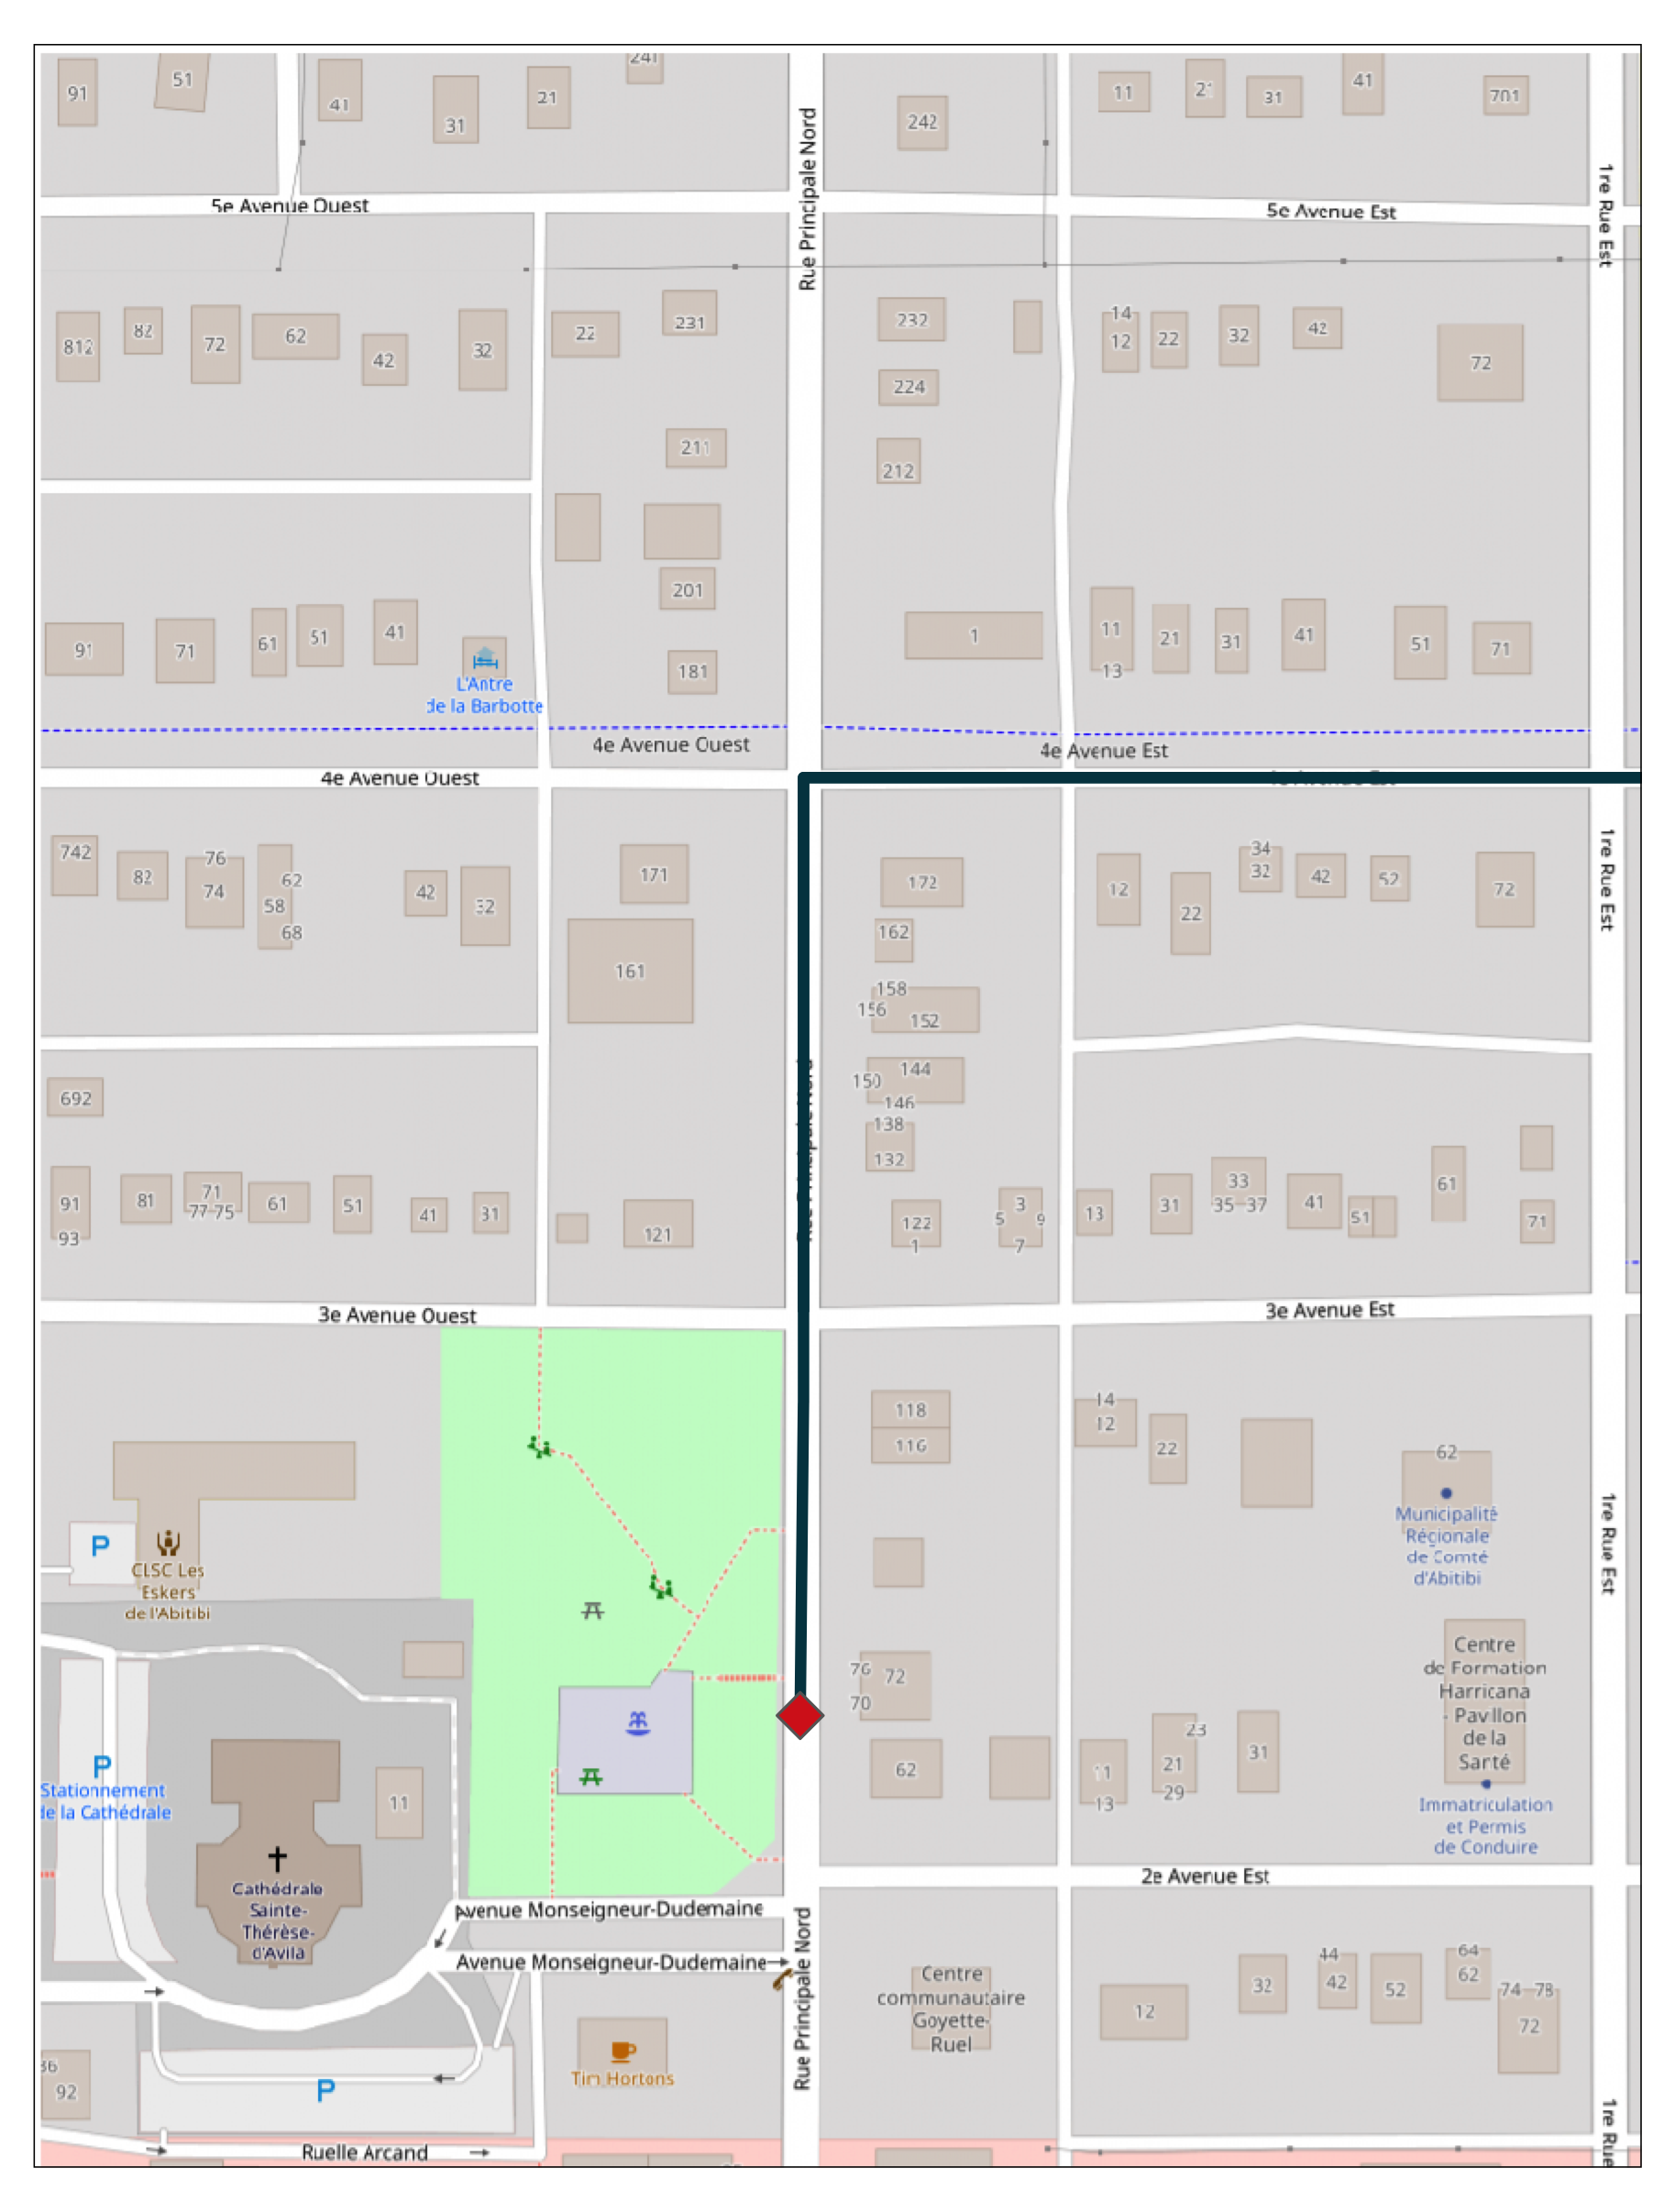 91
51
41
31
21
241
242
11
31
41
701
Rue Principale Nord
1re Rue Est
5e Avenue Ouest
5e Avenue Est
812
82
72
62
42
32
22
231
232
14
12
22
32
42
72
224
211
212
201
91
71
61
51
41
L'Antre
de la Barbotte
181
1
11
13
21
31
41
51
71
4e Avenue Ouest
4e Avenue Est
4e Avenue Ouest
742
82
76
74
62
58
68
42
32
171
161
172
162
158
156
152
12
22
34
32
42
52
72
1re Rue Est
692
150
144
146
138
132
91
93
81
71
77 75
61
51
41
31
121
122
1
3
5
9
7
13
31
33
35 37
41
51
61
71
3e Avenue Ouest
3e Avenue Est
118
116
14
12
22
62
Municipalité
Régionale
de Comté
d'Abitibi
1re Rue Est
P
CLSC Les
Eskers
de l'Abitibi
76
72
70
62
Centre
de Formation
Harricana
- Pavillon
de la
Santé
Immatriculation
et Permis
de Conduire
11
13
23
21
29
31
P
Stationnement
de la Cathédrale
11
Cathédrale
Sainte-
Thérèse-
d'Avila
2e Avenue Est
Avenue Monseigneur-Dudemaine
Avenue Monseigneur-Dudemaine
Rue Principale Nord
Centre
communautaire
Goyette-
Ruel
12
32
44
42
52
64
62
74 78
72
Tim Hortons
36
92
P
Ruelle Arcand
1re Rue